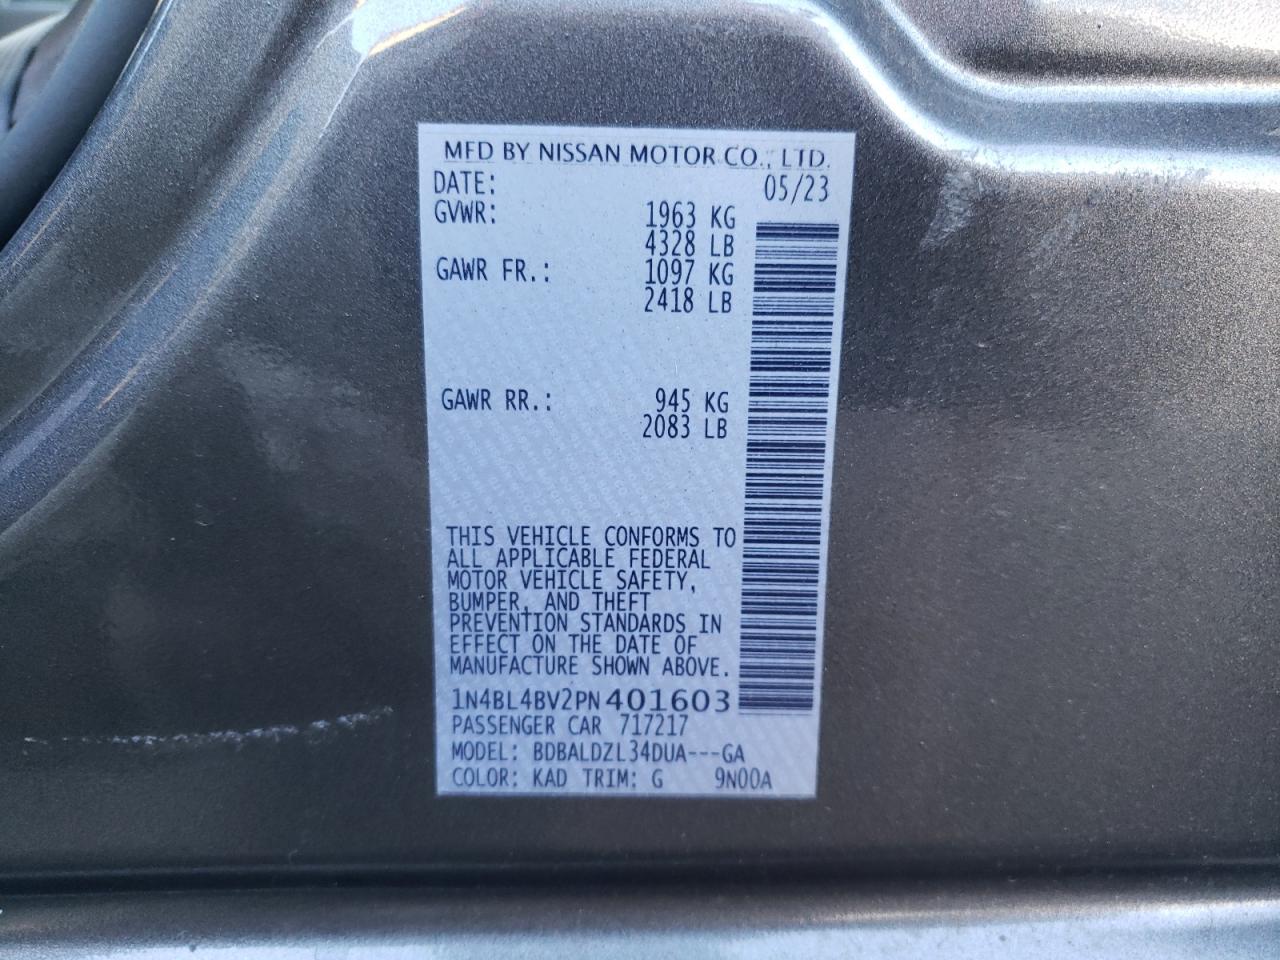 MFD BY NISSAN MOTOR CO., LTD.
DATE: 05/23
GVWR: 1963 KG
4328 LB
GAWR FR.: 1097 KG
2418 LB
GAWR RR.: 945 KG
2083 LB
THIS VEHICLE CONFORMS TO
ALL APPLICABLE FEDERAL
MOTOR VEHICLE SAFETY,
BUMPER, AND THEFT
PREVENTION STANDARDS IN
EFFECT ON THE DATE OF
MANUFACTURE SHOWN ABOVE.
1N4BL4BV2PN401603
PASSENGER CAR 717217
MODEL: BDBALDZL34DUA---GA
COLOR: KAD TRIM: G 9N00A